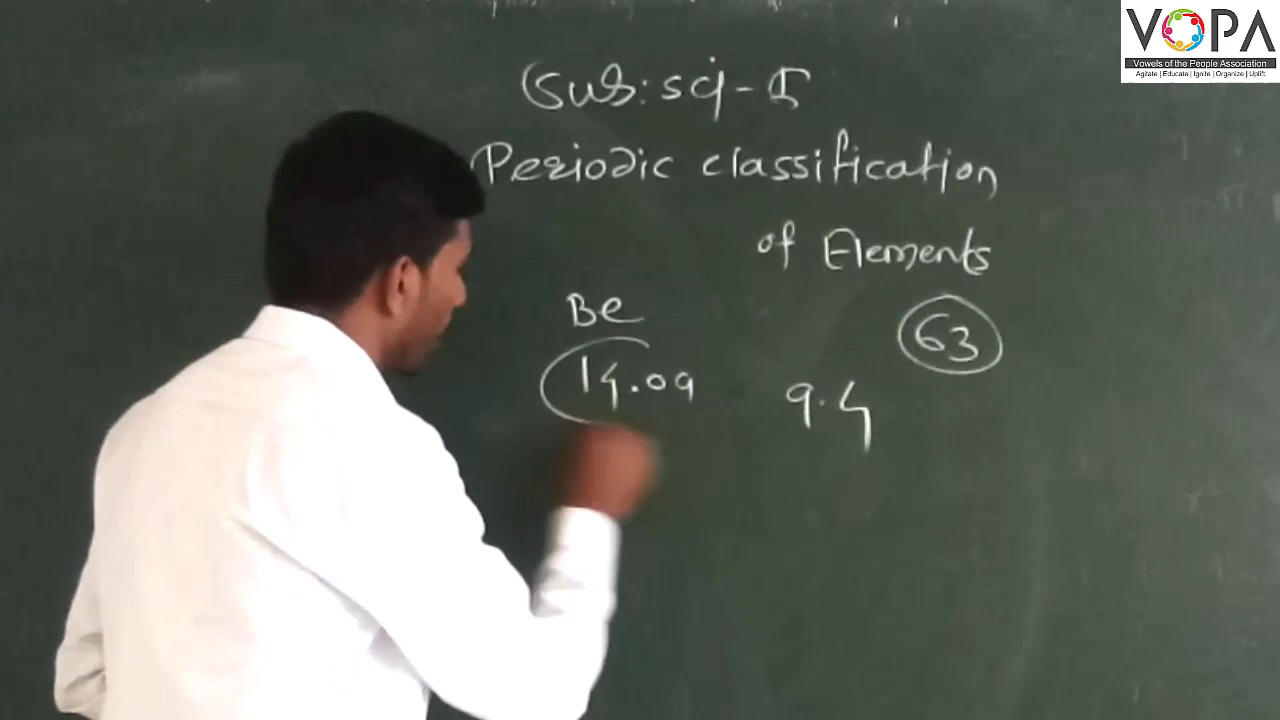 VOPA
Vowels of the People Association
Agitate | Educate | Ignite | Organize | Uplift
Sub: sci-
Periodic classification
of Elements
Be
63
14.09
9.4